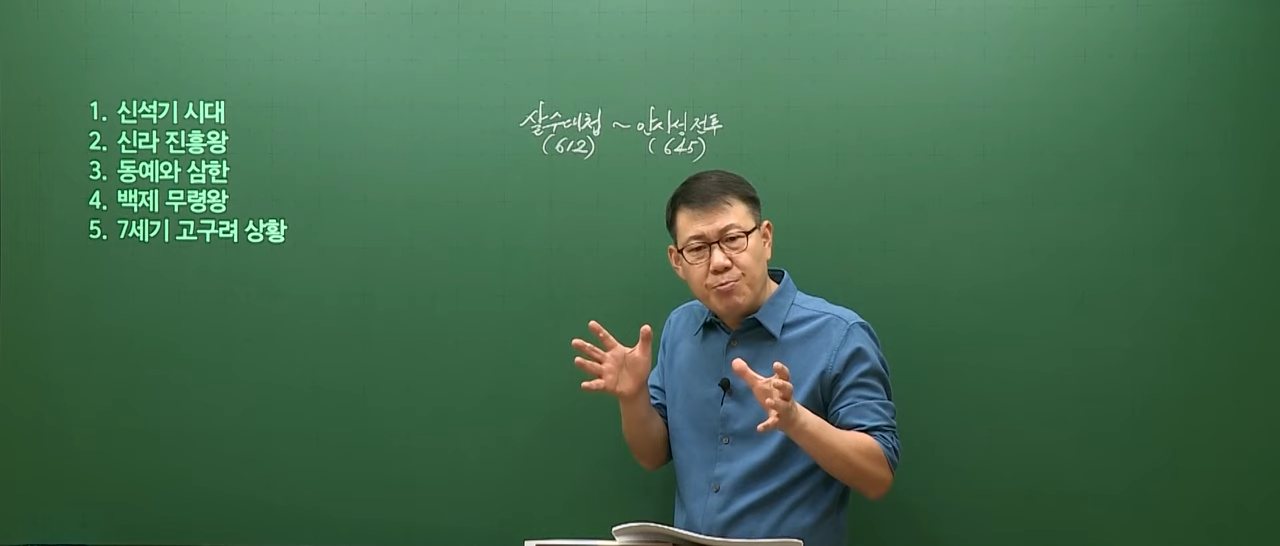 1. 신석기 시대
2. 신라 진흥왕
3. 동예와 삼한
4. 백제 무령왕
5. 7세기 고구려 상황
살수대첩 ~ 안시성전투
(612) (645)